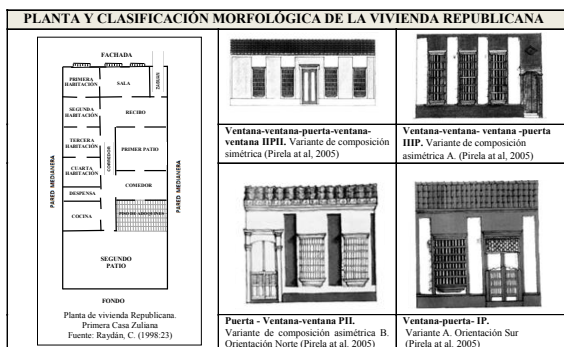 PLANTA Y CLASIFICACIÓN MORFOLÓGICA DE LA VIVIENDA REPUBLICANA
FACHADA
PRIMERA
HABITACIÓN
SALA
ZAGUAN
SEGUNDA
HABITACIÓN
RECIBO
TERCERA
HABITACIÓN
CORREDOR
PRIMER PATIO
CUARTA
HABITACIÓN
COMEDOR
DESPENSA
COCINA
PISO DE ADOQUINES
PARED MEDIANERA
PARED MEDIANERA
SEGUNDO
PATIO
FONDO
Planta de vivienda Republicana.
Primera Casa Zuliana
Fuente: Raydán, C. (1998:23)
Ventana-ventana-puerta-ventana-
ventana IIPII. Variante de composición
simétrica (Pirela at al, 2005)
Ventana-ventana- ventana -puerta
IIIP. Variante de composición
asimétrica A. (Pirela at al, 2005)
Puerta - Ventana-ventana PII.
Variante de composición asimétrica B.
Orientación Norte (Pirela at al. 2005)
Ventana-puerta- IP.
Variante A. Orientación Sur
(Pirela at al, 2005)